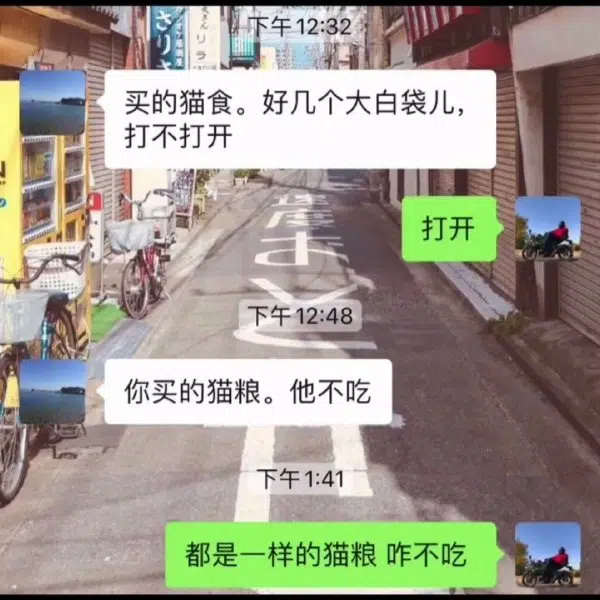 下午12:32
买的猫食。好几个大白袋儿，
打不打开
打开
下午12:48
你买的猫粮。他不吃
下午1:41
都是一样的猫粮 咋不吃